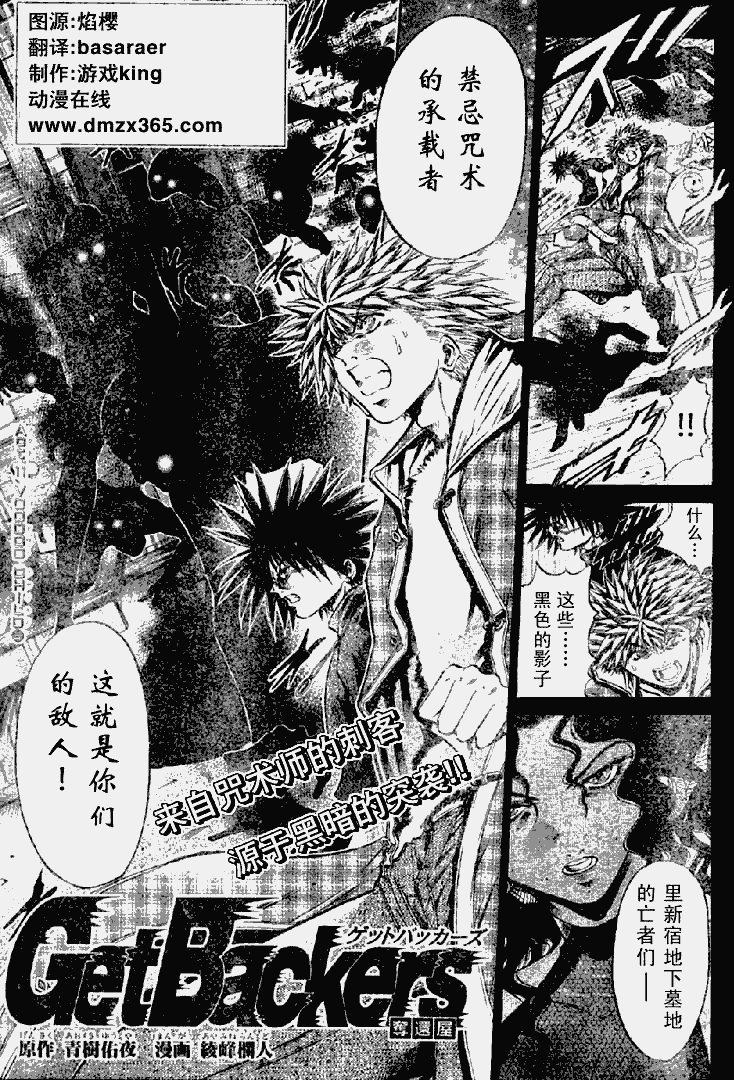 图源:焰樱
翻译:basaraer
制作:游戏king
动漫在线
www.dmzx365.com
ズズ
!!
什么…
这些……
黑色的影子
里新宿地下墓地
的亡者们——
禁忌咒术
的承载者
这就是你们
的敌人!
来自咒术师的刺客
源于黑暗的突袭!!
GetBackers
ゲットバッカーズ
奪還屋
原作 青樹佑夜 漫画 綾峰欄人